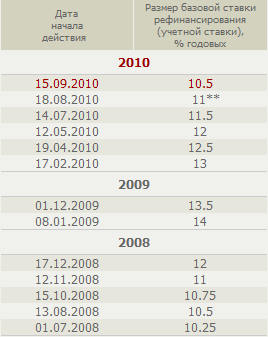 Дата
начала
действия
Размер базовой ставки
рефинансирования
(учетной ставки),
% годовых
2010
15.09.2010 10.5
18.08.2010 11**
14.07.2010 11.5
12.05.2010 12
19.04.2010 12.5
17.02.2010 13
2009
01.12.2009 13.5
08.01.2009 14
2008
17.12.2008 12
12.11.2008 11
15.10.2008 10.75
13.08.2008 10.5
01.07.2008 10.25